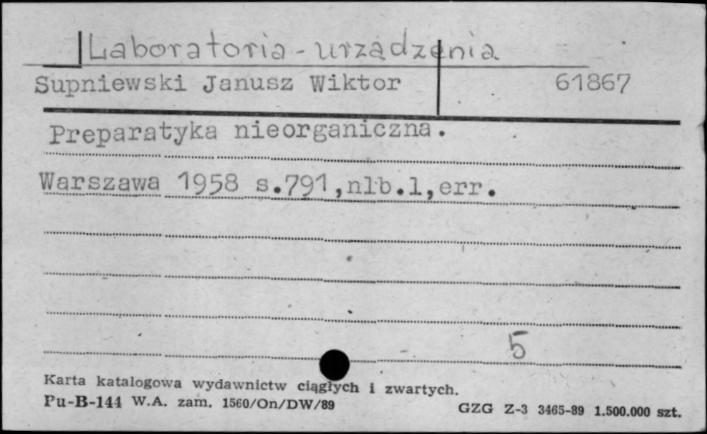 Laboratoria - urządzenia
Supniewski Janusz Wiktor 61867
Preparatyka nieorganiczna.
Warszawa 1958 s.791,nlb.1,err.
5
Karta katalogowa wydawnictw ciągłych i zwartych.
Pu-B-144 W.A. zam. 1560/On/DW/89 GZG Z-3 3465-89 1.500.000 szt.